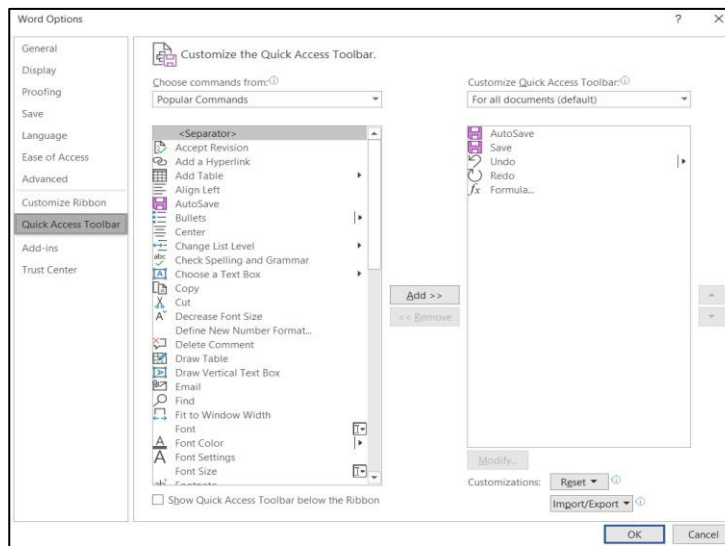 Word Options
?
General
Display
Proofing
Save
Language
Ease of Access
Advanced
Customize Ribbon
Quick Access Toolbar
Add-ins
Trust Center
Customize the Quick Access Toolbar.
Choose commands from:
Popular Commands
<Separator>
Accept Revision
Add a Hyperlink
Add Table
Align Left
AutoSave
Bullets
Center
Change List Level
Check Spelling and Grammar
Choose a Text Box
Copy
Cut
Decrease Font Size
Define New Number Format...
Delete Comment
Draw Table
Draw Vertical Text Box
Email
Find
Fit to Window Width
Font
Font Color
Font Settings
Font Size
Footnote
Show Quick Access Toolbar below the Ribbon
Add >>
<< Remove
Customize Quick Access Toolbar:
For all documents (default)
AutoSave
Save
Undo
Redo
fx Formula...
Modify...
Customizations: Reset
Import/Export
OK Cancel